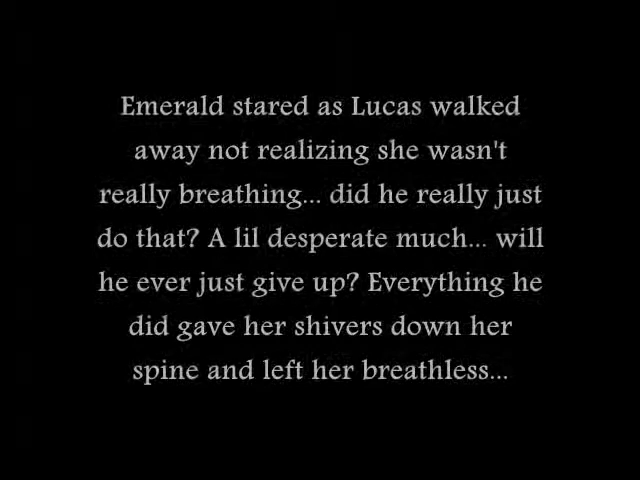 Emerald stared as Lucas walked
away not realizing she wasn't
really breathing... did he really just
do that? A lil desperate much... will
he ever just give up? Everything he
did gave her shivers down her
spine and left her breathless...